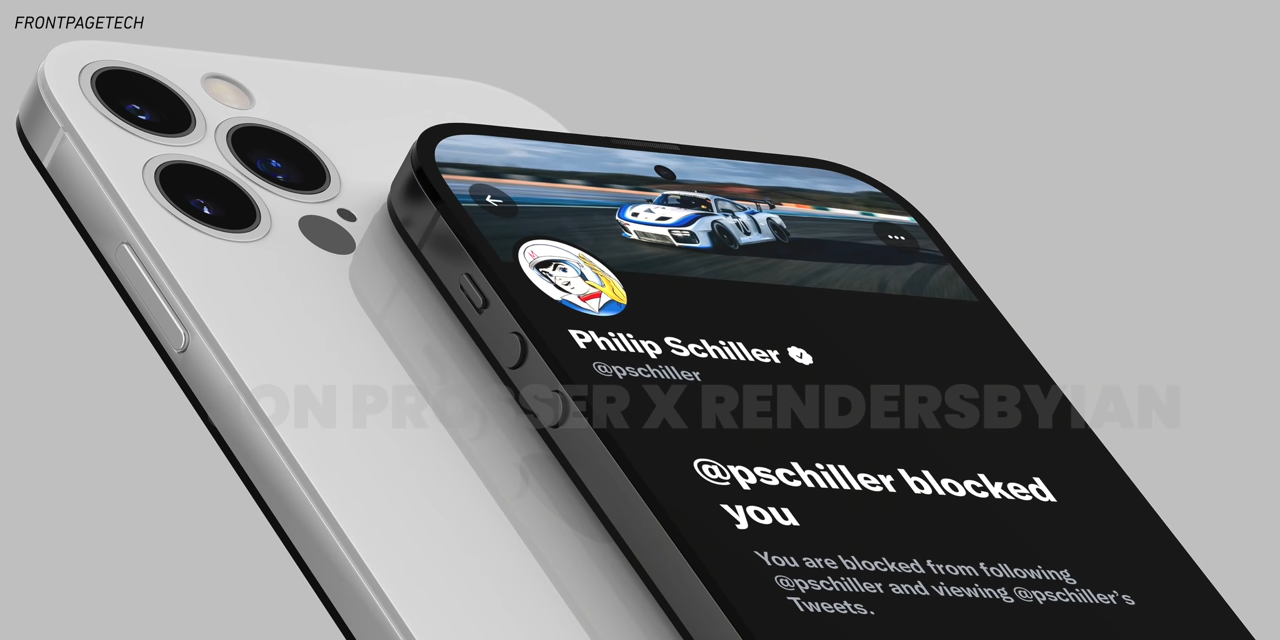 FRONTPAGETECH
Philip Schiller
@pschiller
ON PROSSER X RENDERSBYIAN
@pschiller blocked
you
You are blocked from following
@pschiller and viewing @pschiller's
Tweets.